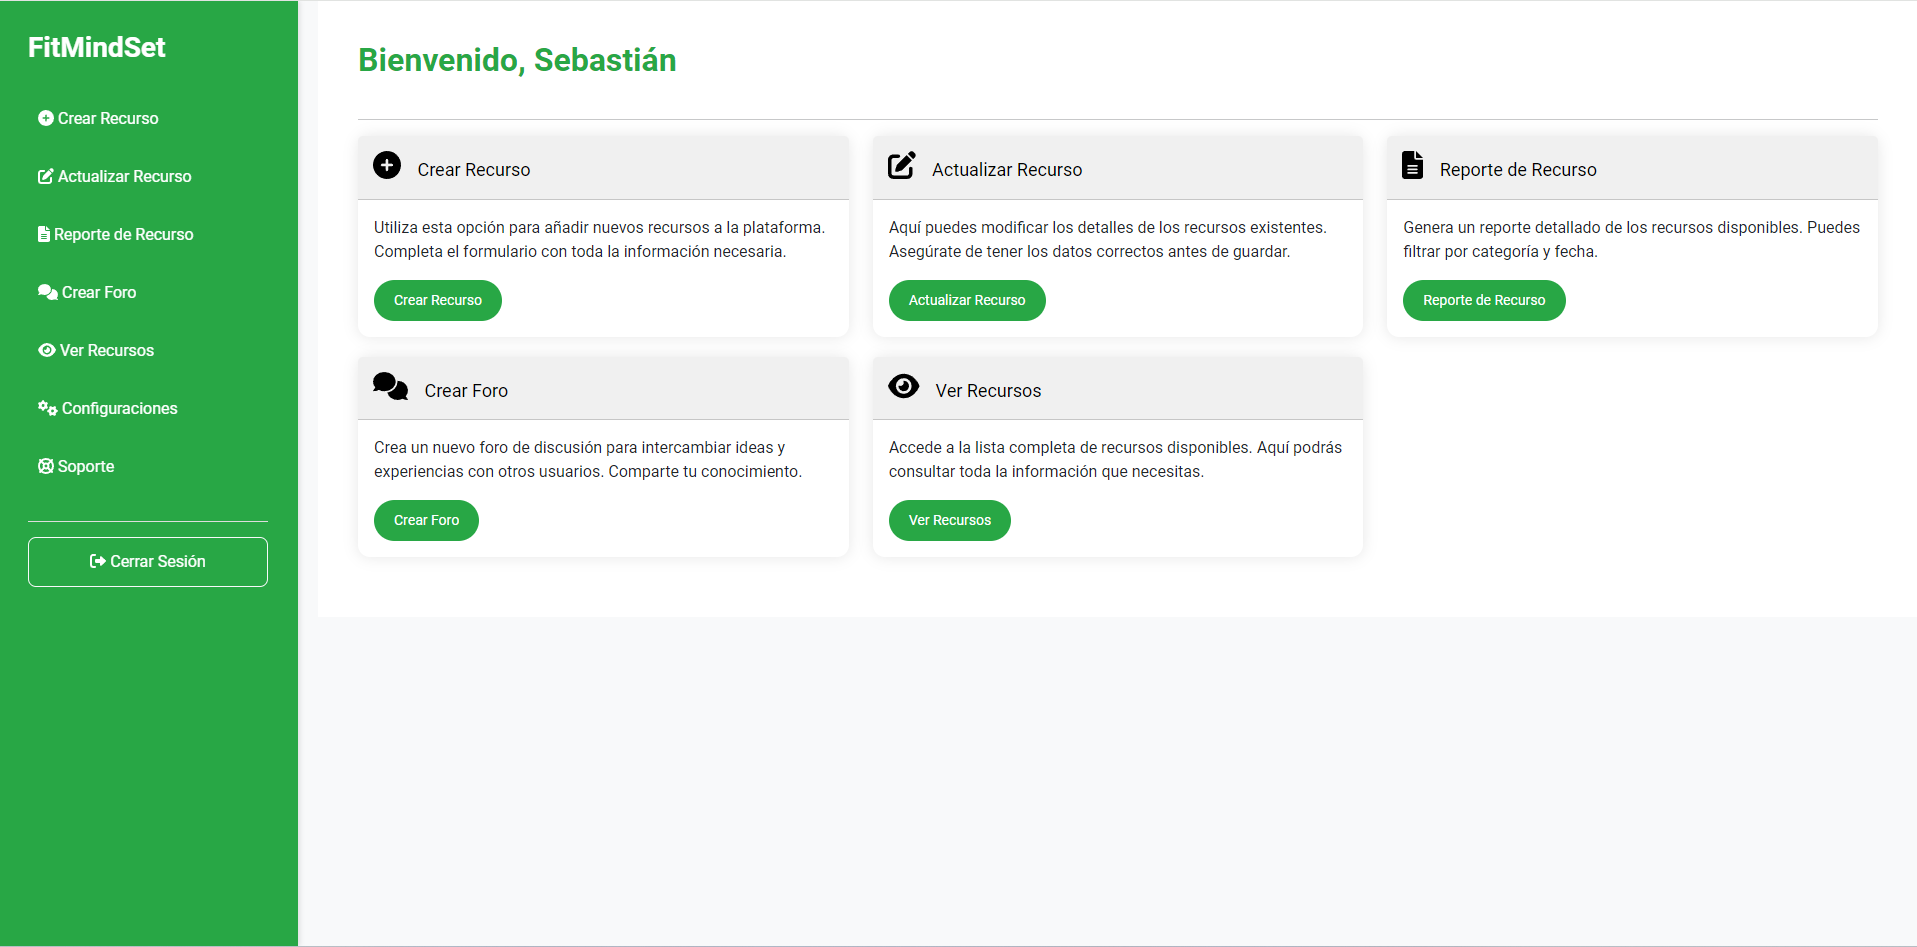 FitMindSet
Crear Recurso
Actualizar Recurso
Reporte de Recurso
Crear Foro
Ver Recursos
Configuraciones
Soporte
Cerrar Sesión
Bienvenido, Sebastián
Crear Recurso
Utiliza esta opción para añadir nuevos recursos a la plataforma.
Completa el formulario con toda la información necesaria.
Crear Recurso
Actualizar Recurso
Aquí puedes modificar los detalles de los recursos existentes.
Asegúrate de tener los datos correctos antes de guardar.
Actualizar Recurso
Reporte de Recurso
Genera un reporte detallado de los recursos disponibles. Puedes
filtrar por categoría y fecha.
Reporte de Recurso
Crear Foro
Crea un nuevo foro de discusión para intercambiar ideas y
experiencias con otros usuarios. Comparte tu conocimiento.
Crear Foro
Ver Recursos
Accede a la lista completa de recursos disponibles. Aquí podrás
consultar toda la información que necesitas.
Ver Recursos